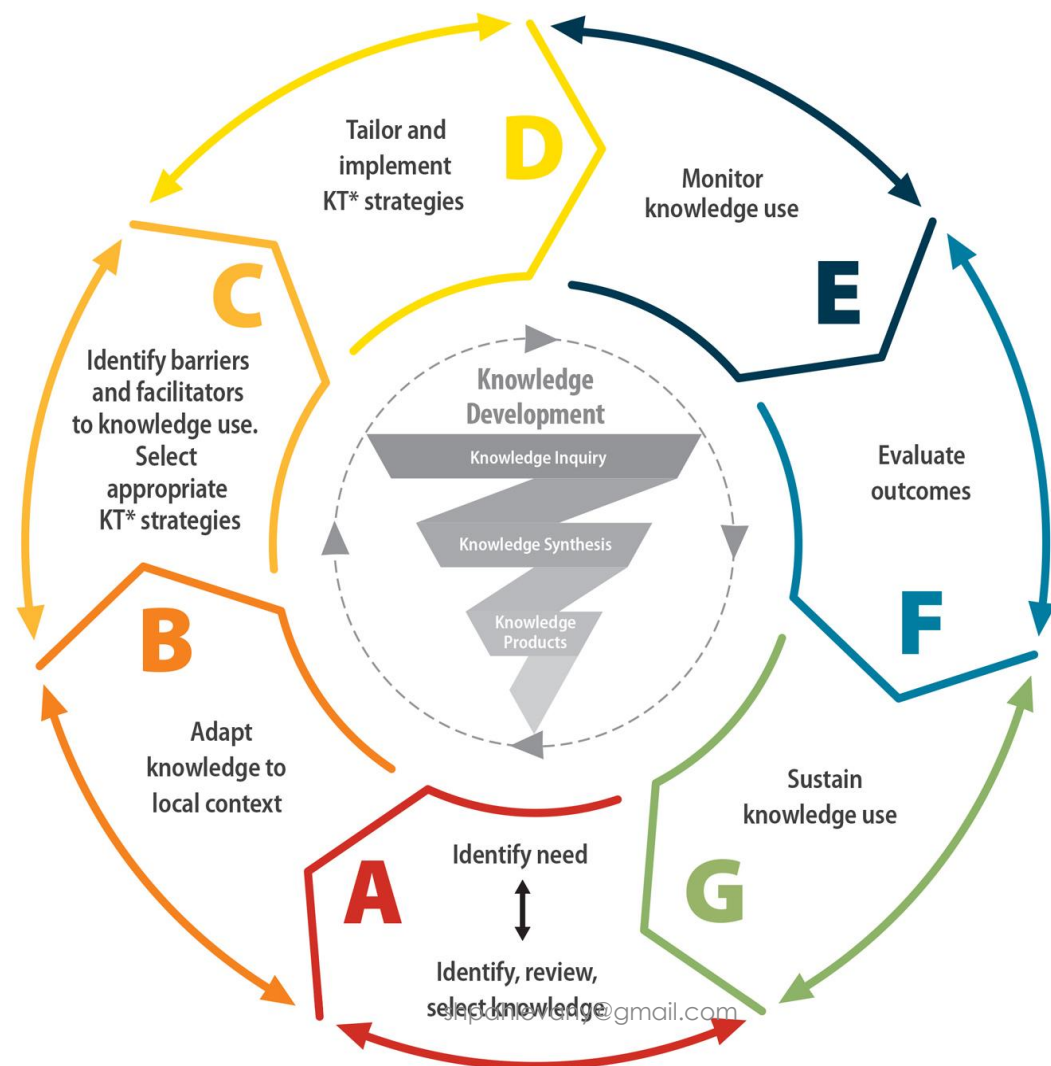 Tailor and
implement
KT* strategies
D
Monitor
knowledge use
E
C
Identify barriers
and facilitators
to knowledge use.
Select
appropriate
KT* strategies
Knowledge
Development
Knowledge Inquiry
Knowledge Synthesis
Knowledge
Products
Evaluate
outcomes
F
B
Adapt
knowledge to
local context
Sustain
knowledge use
G
A
Identify need
Identify, review,
select knowledge
shpahlevany@gmail.com